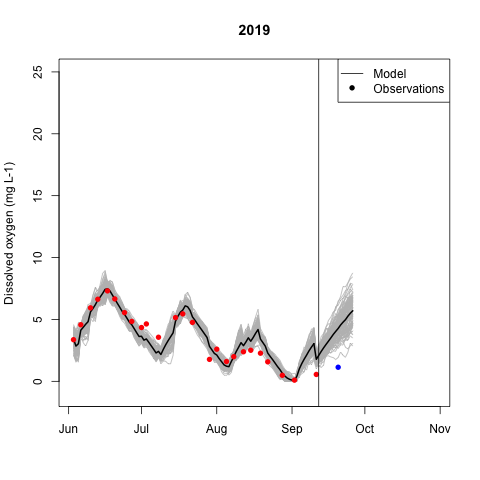 2019
Dissolved oxygen (mg L-1)
25
20
15
10
5
0
Model
Observations
Jun Jul Aug Sep Oct Nov